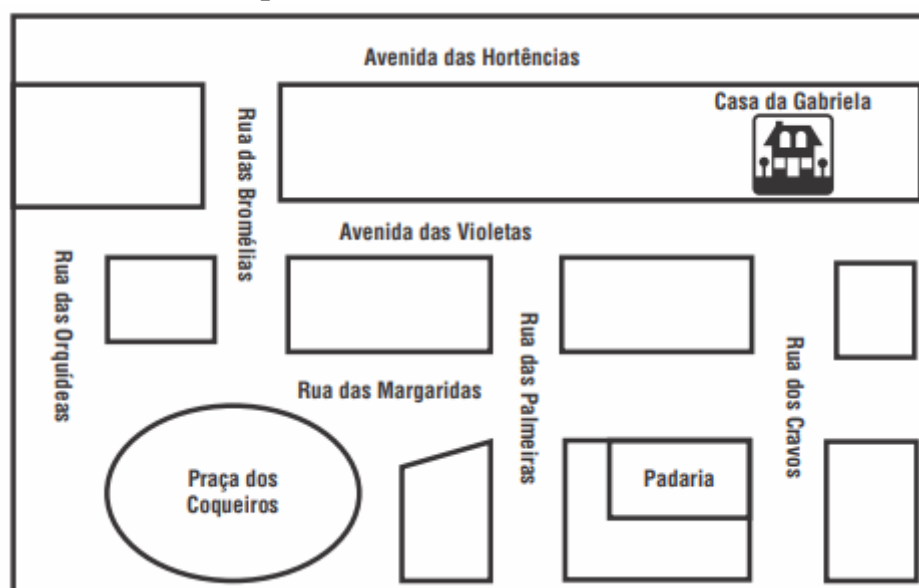 Avenida das Hortências
Casa da Gabriela
Rua das Bromélias
Avenida das Violetas
Rua das Orquídeas
Rua das Palmeiras
Rua dos Cravos
Rua das Margaridas
Praça dos
Coqueiros
Padaria